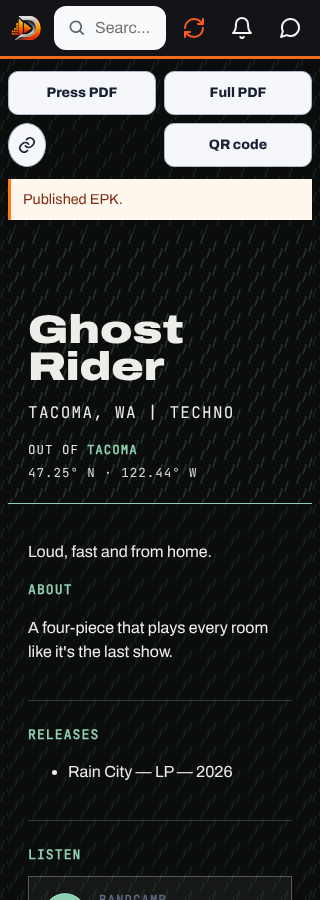 Searc...
Press PDF
Full PDF
QR code
Published EPK.
Ghost
Rider
TACOMA, WA | TECHNO
OUT OF TACOMA
47.25° N · 122.44° W
Loud, fast and from home.
ABOUT
A four-piece that plays every room
like it's the last show.
RELEASES
• Rain City — LP — 2026
LISTEN
BANDCAMP